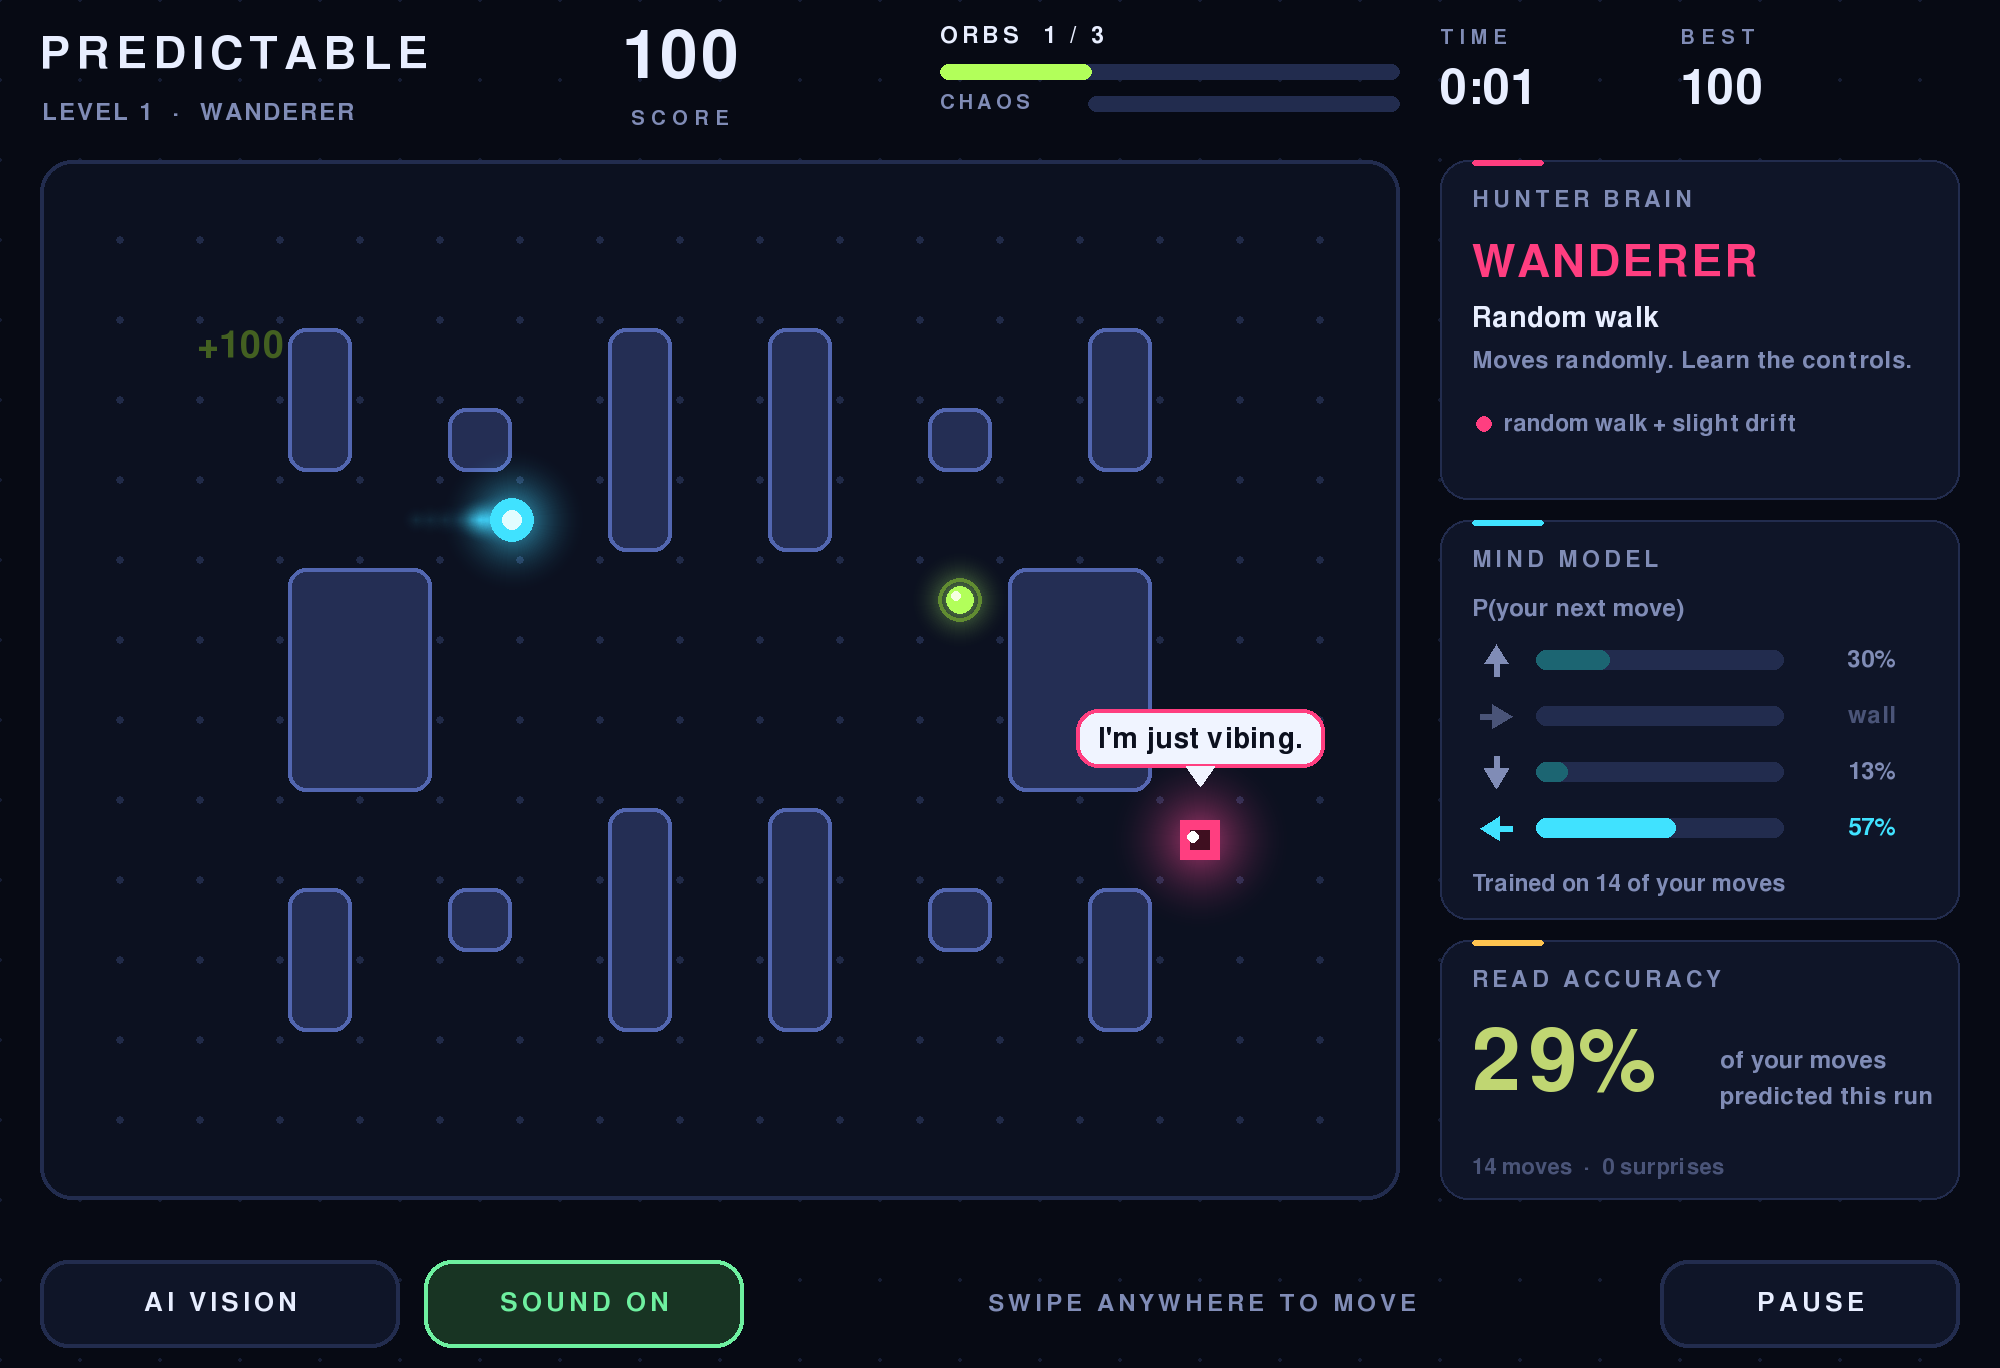 PREDICTABLE
LEVEL 1 · WANDERER
100
SCORE
ORBS 1 / 3
CHAOS
TIME
0:01
BEST
100
+100
I'm just vibing.
HUNTER BRAIN
WANDERER
Random walk
Moves randomly. Learn the controls.
random walk + slight drift
MIND MODEL
P(your next move)
30%
wall
13%
57%
Trained on 14 of your moves
READ ACCURACY
29%
of your moves
predicted this run
14 moves · 0 surprises
AI VISION
SOUND ON
SWIPE ANYWHERE TO MOVE
PAUSE